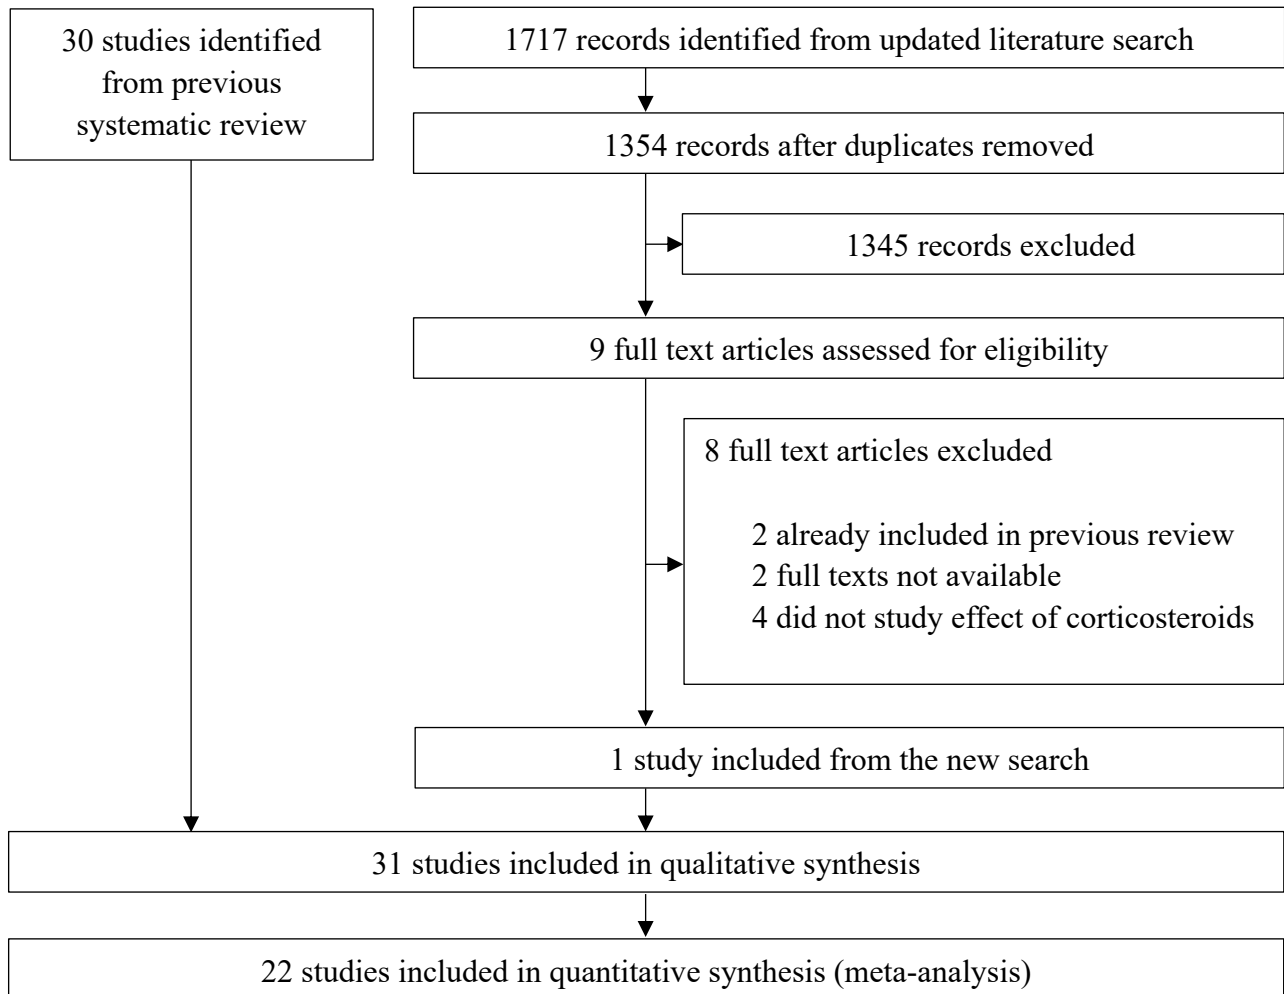 30 studies identified
from previous
systematic review
1717 records identified from updated literature search
1354 records after duplicates removed
1345 records excluded
9 full text articles assessed for eligibility
8 full text articles excluded
2 already included in previous review
2 full texts not available
4 did not study effect of corticosteroids
1 study included from the new search
31 studies included in qualitative synthesis
22 studies included in quantitative synthesis (meta-analysis)